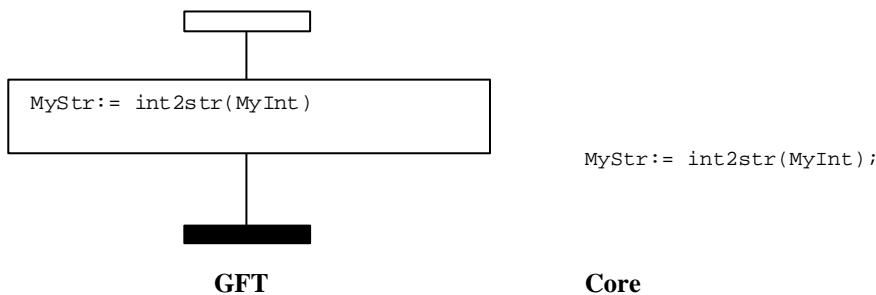 MyStr:= int2str(MyInt)
MyStr:= int2str(MyInt);
GFT
Core